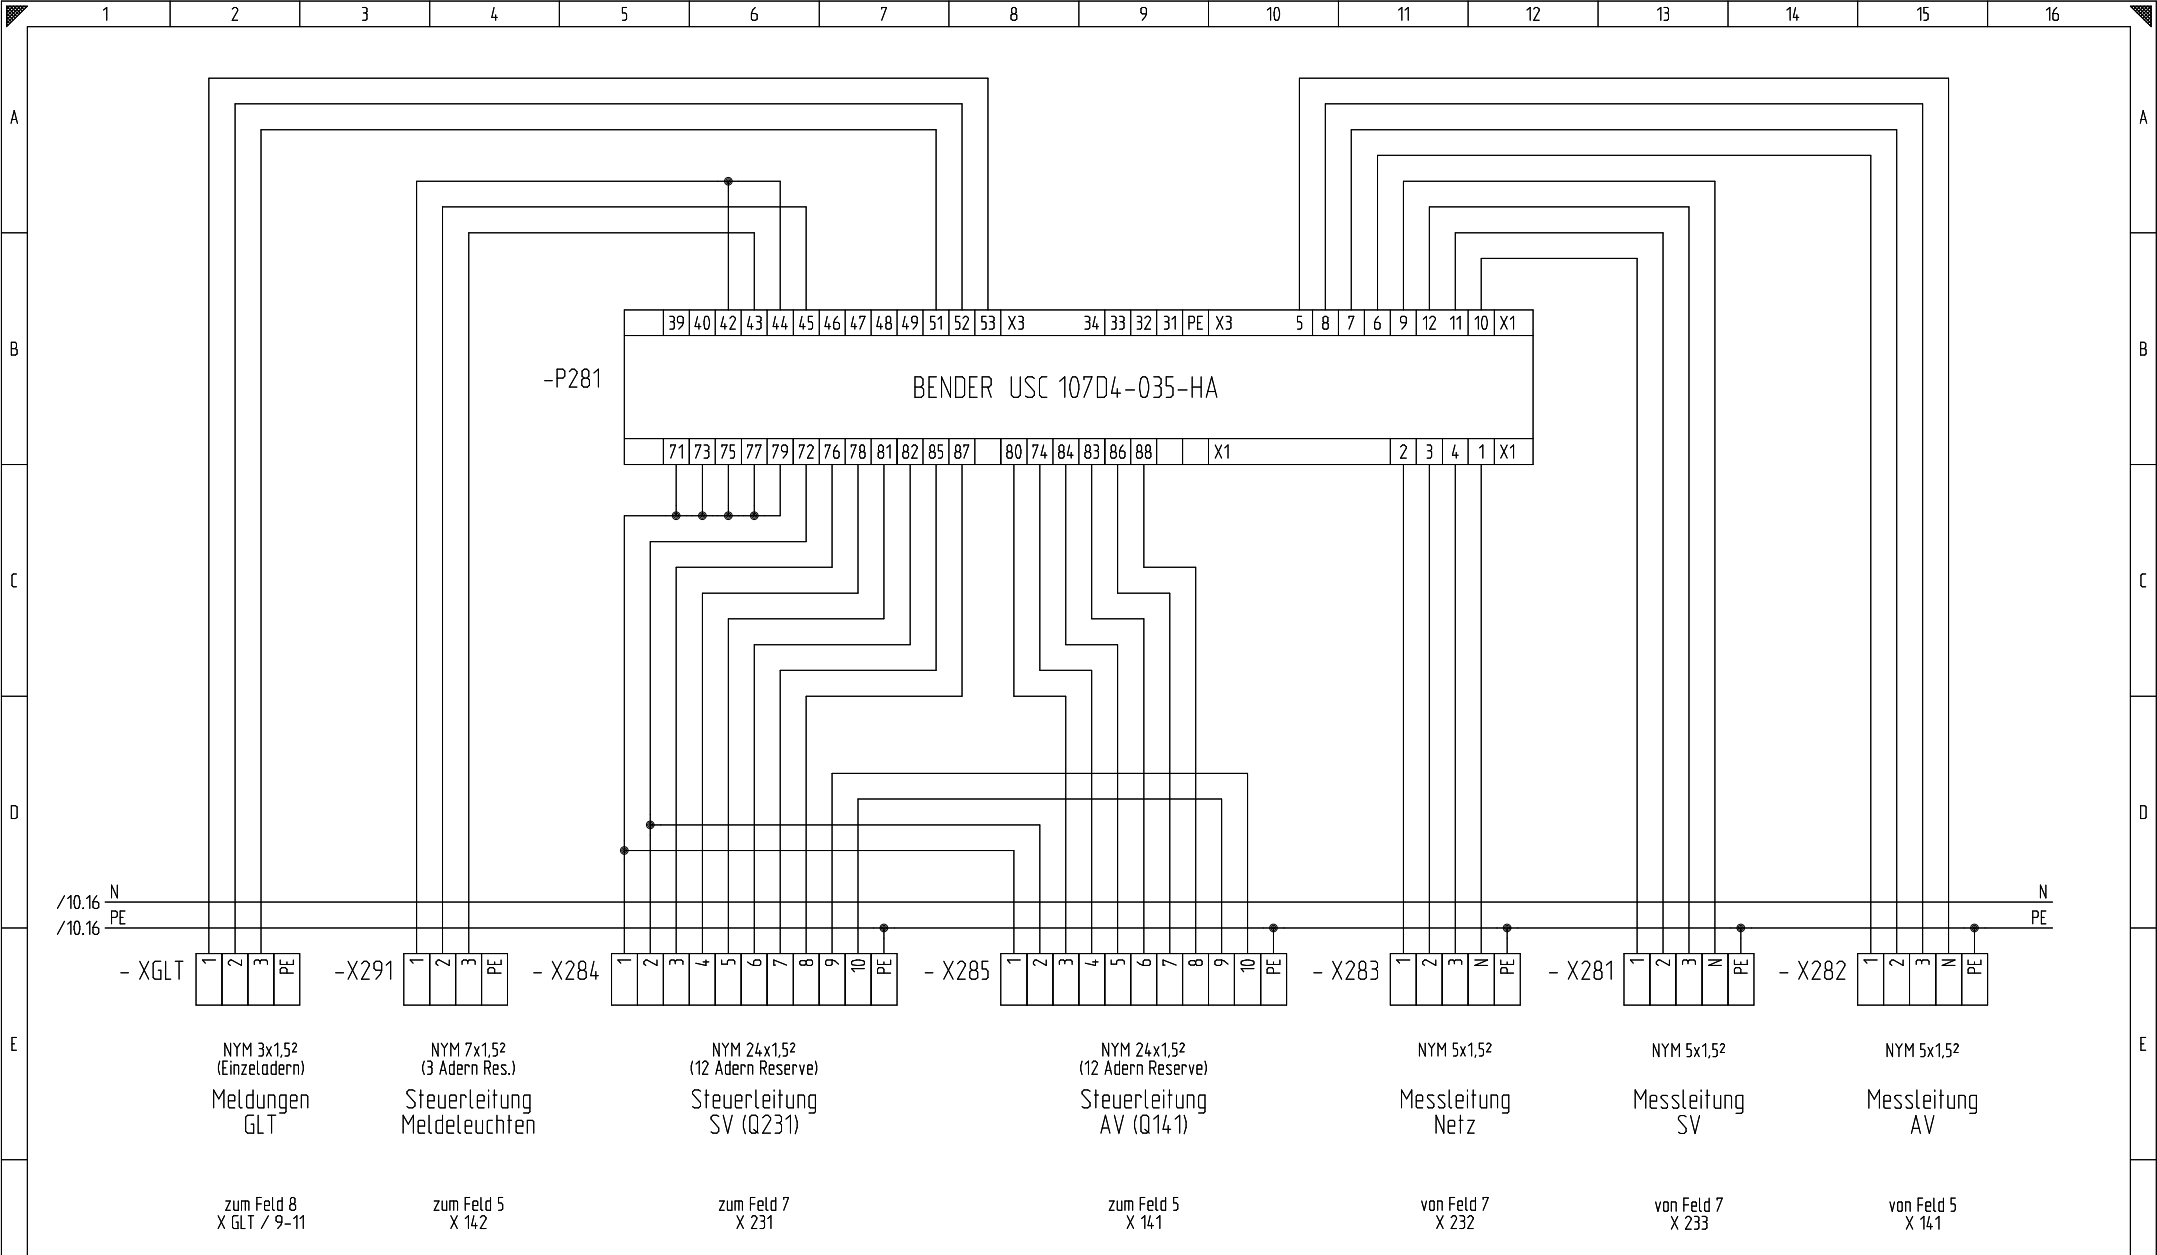 1 2 3 4 5 6 7 8 9 10 11 12 13 14 15 16
A A
39 40 42 43 44 45 46 47 48 49 51 52 53 X3 34 33 32 31 PE X3 5 8 7 6 9 12 11 10 X1
B B
-P281
BENDER USC 107D4-035-HA
71 73 75 77 79 72 76 78 81 82 85 87 80 74 84 83 86 88 X1 2 3 4 1 X1
C C
D D
/10.16 N N
/10.16 PE PE
- XGLT 1 2 3 PE
-X291 1 2 3 PE
- X284 1 2 3 4 5 6 7 8 9 10 PE
- X285 1 2 3 4 5 6 7 8 9 10 PE
- X283 1 2 3 N PE
- X281 1 2 3 N PE
- X282 1 2 3 N PE
E E
NYM 3x1,5²
(Einzeladern)
Meldungen
GLT
zum Feld 8
X GLT / 9-11
NYM 7x1,5²
(3 Adern Res.)
Steuerleitung
Meldeleuchten
zum Feld 5
X 142
NYM 24x1,5²
(12 Adern Reserve)
Steuerleitung
SV (Q231)
zum Feld 7
X 231
NYM 24x1,5²
(12 Adern Reserve)
Steuerleitung
AV (Q141)
zum Feld 5
X 141
NYM 5x1,5²
Messleitung
Netz
von Feld 7
X 232
NYM 5x1,5²
Messleitung
SV
von Feld 7
X 233
NYM 5x1,5²
Messleitung
AV
von Feld 5
X 141